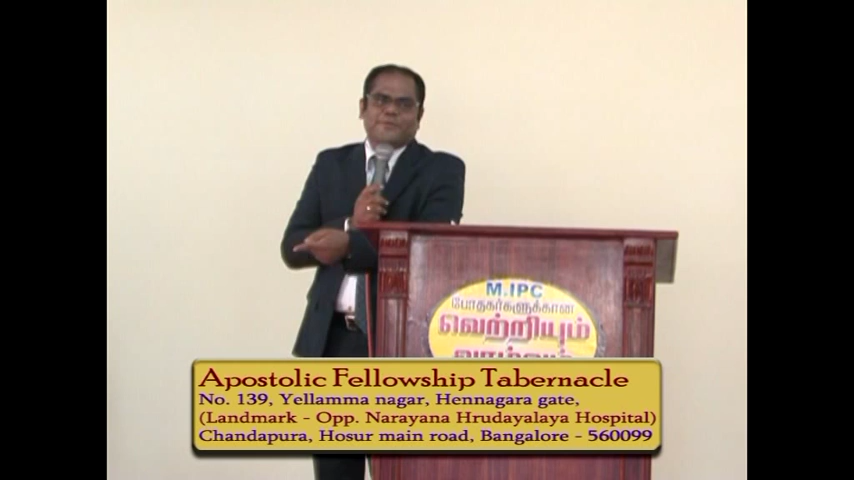 M.IPC
போதகர்களுக்கான
வெற்றியும்
Apostolic Fellowship Tabernacle
No. 139, Yellamma nagar, Hennagara gate,
(Landmark - Opp. Narayana Hrudayalaya Hospital)
Chandapura, Hosur main road, Bangalore - 560099